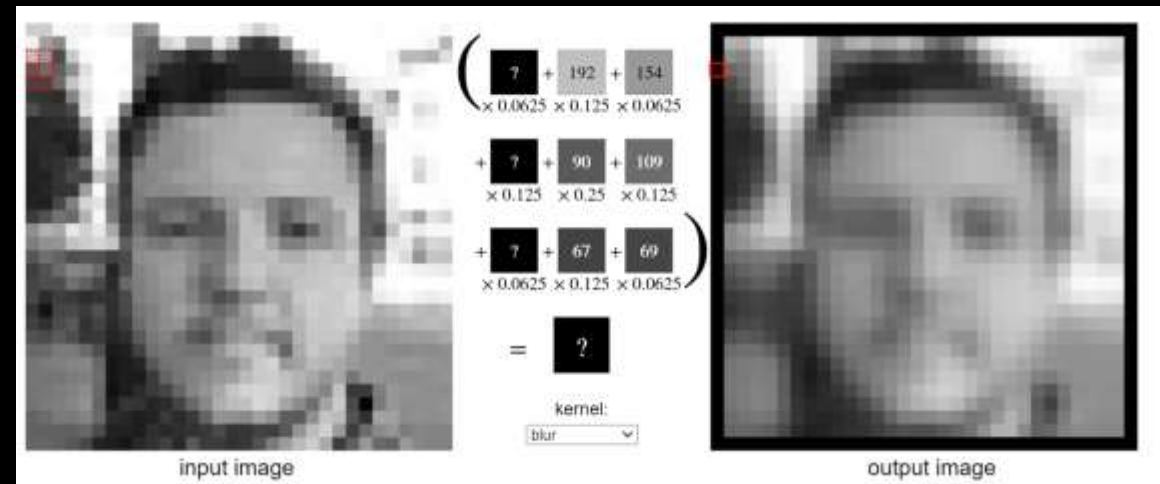 ( ? + 192 + 154
× 0.0625 × 0.125 × 0.0625
+ ? + 90 + 109
× 0.125 × 0.25 × 0.125
+ ? + 67 + 69 )
× 0.0625 × 0.125 × 0.0625
= ?
kernel:
blur
input image
output image